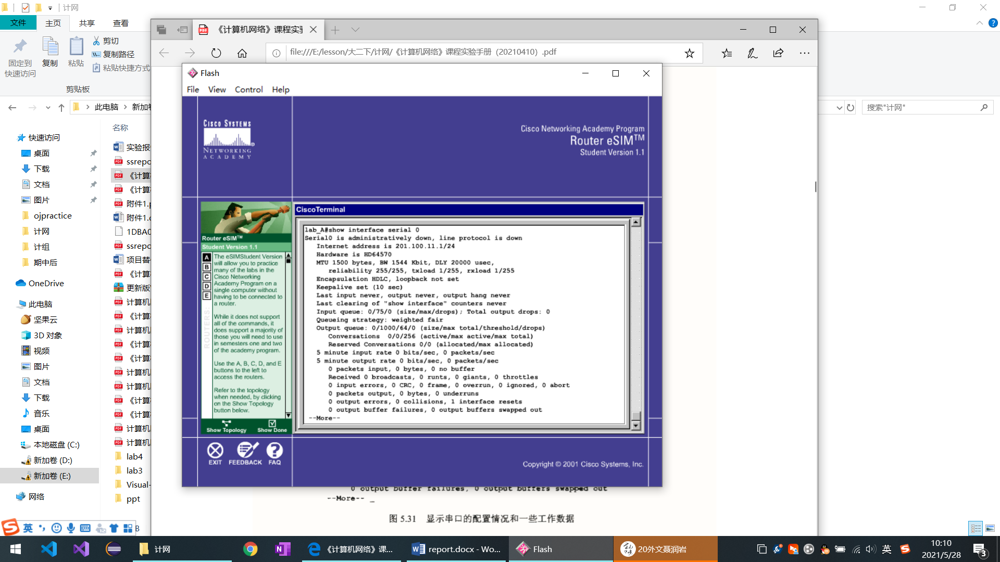 计网
文件 主页 共享 查看
固定到
快速访问
复制
粘贴
剪切
复制路径
粘贴快捷方式
剪贴板
此电脑 新加
搜索"计网"
名称
快速访问
桌面
下载
文档
图片
ojpractice
计网
计组
期中后
OneDrive
此电脑
坚果云
3D 对象
视频
图片
文档
下载
音乐
桌面
本地磁盘 (C:)
新加卷 (D:)
新加卷 (E:)
网络
实验报
ssrepo
《计算
《计算
附件1.
附件1.
1DBA0
ssrepo
项目替
《计算
更新版
计算机
《计算
计算机
《计算
《计算
计算机
计算机
《计算
《计算
计算机
计算机
lab4
lab3
Visual-
ppt
《计算机网络》课程实
file:///E:/lesson/大二下/计网/《计算机网络》课程实验手册（20210410）.pdf
Flash
File View Control Help
CISCO SYSTEMS
NETWORKING
ACADEMY
Cisco Networking Academy Program
Router eSIM™
Student Version 1.1
Router eSIM™
Student Version 1.1
A
B
C
D
E
ROUTERS:
The eSIMStudent Version
will allow you to practice
many of the labs in the
Cisco Networking
Academy Program on a
single computer without
having to be connected to
a router.
While it does not support
all of the commands, it
does support a majority of
those you will need to use
in semesters one and two
of the academy program.
Use the A, B, C, D, and E
buttons to the left to
access the routers.
Refer to the topology
when needed, by clicking
on the Show Topology
button below.
Show Topology Show Done
CiscoTerminal
lab_A#show interface serial 0
Serial0 is administratively down, line protocol is down
Internet address is 201.100.11.1/24
Hardware is HD64570
MTU 1500 bytes, BW 1544 Kbit, DLY 20000 usec,
reliability 255/255, txload 1/255, rxload 1/255
Encapsulation HDLC, loopback not set
Keepalive set (10 sec)
Last input never, output never, output hang never
Last clearing of "show interface" counters never
Input queue: 0/75/0 (size/max/drops); Total output drops: 0
Queueing strategy: weighted fair
Output queue: 0/1000/64/0 (size/max total/threshold/drops)
Conversations 0/0/256 (active/max active/max total)
Reserved Conversations 0/0 (allocated/max allocated)
5 minute input rate 0 bits/sec, 0 packets/sec
5 minute output rate 0 bits/sec, 0 packets/sec
0 packets input, 0 bytes, 0 no buffer
Received 0 broadcasts, 0 runts, 0 giants, 0 throttles
0 input errors, 0 CRC, 0 frame, 0 overrun, 0 ignored, 0 abort
0 packets output, 0 bytes, 0 underruns
0 output errors, 0 collisions, 1 interface resets
0 output buffer failures, 0 output buffers swapped out
--More--
EXIT FEEDBACK FAQ
Copyright © 2001 Cisco Systems, Inc.
0 output buffer failures, 0 output buffers swapped out
--More-- _
图 5.31 显示串口的配置情况和一些工作数据
英
B
计网
《计算机网络》课...
report.docx - Wo...
Flash
20外文聂润岩
英
10:10
2021/5/28
3